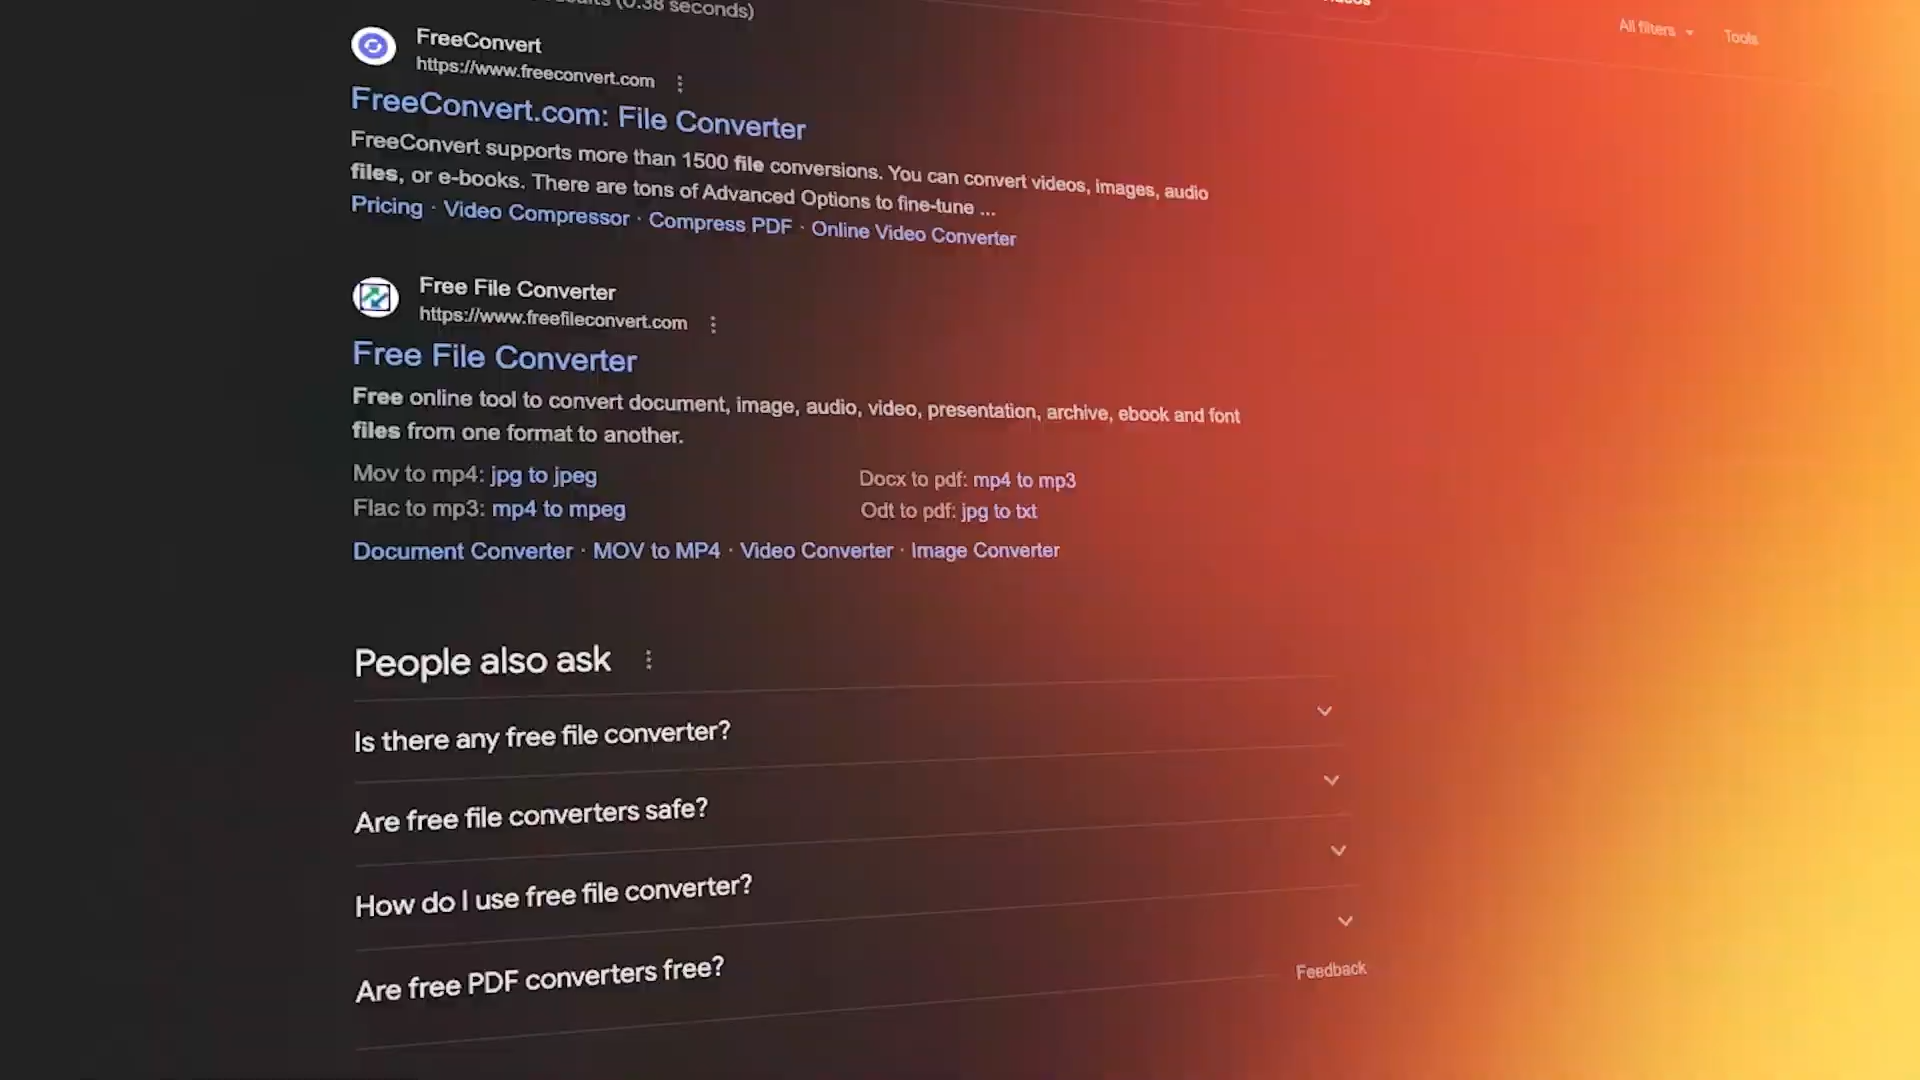 (0.38 seconds)
All filters
Tools
FreeConvert
https://www.freeconvert.com
FreeConvert.com: File Converter
FreeConvert supports more than 1500 file conversions. You can convert videos, images, audio
files, or e-books. There are tons of Advanced Options to fine-tune ...
Pricing · Video Compressor · Compress PDF · Online Video Converter
Free File Converter
https://www.freefileconvert.com
Free File Converter
Free online tool to convert document, image, audio, video, presentation, archive, ebook and font
files from one format to another.
Mov to mp4: jpg to jpeg
Docx to pdf: mp4 to mp3
Flac to mp3: mp4 to mpeg
Odt to pdf: jpg to txt
Document Converter · MOV to MP4 · Video Converter · Image Converter
People also ask
Is there any free file converter?
Are free file converters safe?
How do I use free file converter?
Are free PDF converters free?
Feedback